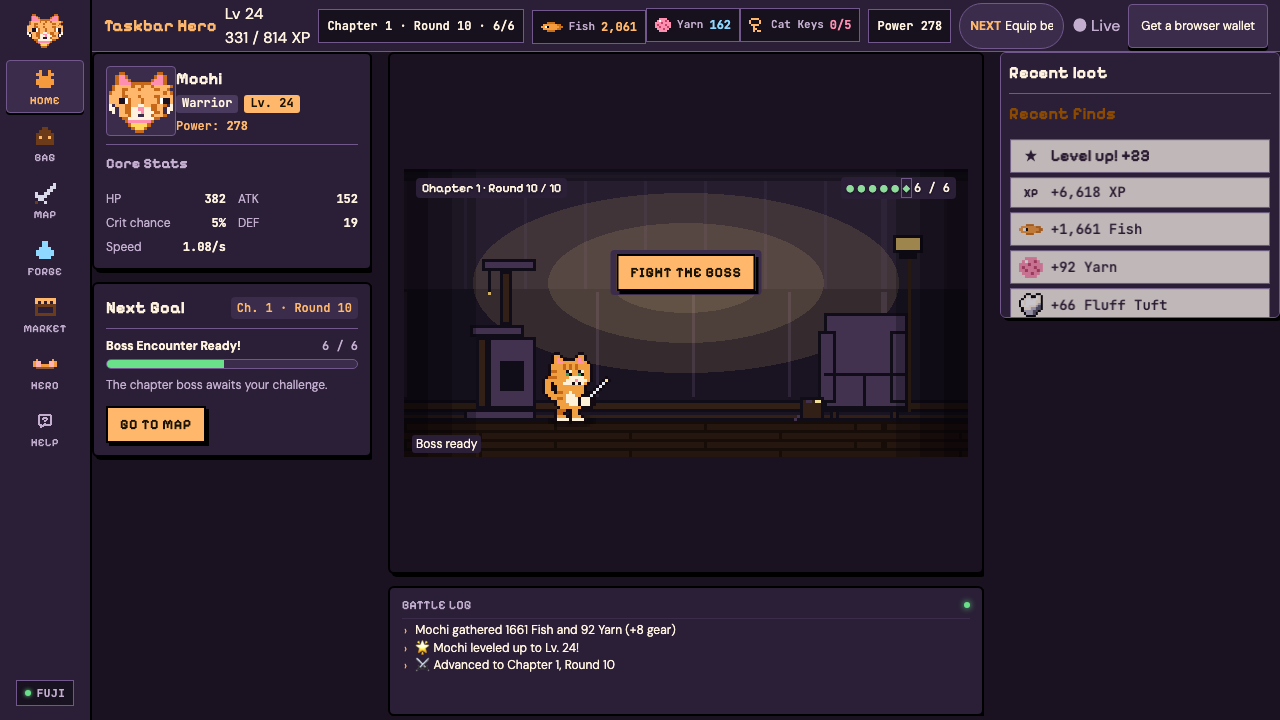 Taskbar Hero
Lv 24
331 / 814 XP
Chapter 1 · Round 10 · 6/6
Fish 2,061
Yarn 162
Cat Keys 0/5
Power 278
NEXT Equip be
Live
Get a browser wallet
HOME
BAG
MAP
FORGE
MARKET
HERO
HELP
FUJI
Mochi
Warrior Lv. 24
Power: 278
Core Stats
HP 382 ATK 152
Crit chance 5% DEF 19
Speed 1.08/s
Next Goal Ch. 1 · Round 10
Boss Encounter Ready! 6 / 6
The chapter boss awaits your challenge.
GO TO MAP
Chapter 1 · Round 10 / 10
6 / 6
FIGHT THE BOSS
Boss ready
BATTLE LOG
› Mochi gathered 1661 Fish and 92 Yarn (+8 gear)
› 🌟 Mochi leveled up to Lv. 24!
› ⚔️ Advanced to Chapter 1, Round 10
Recent loot
Recent finds
★ Level up! +23
XP +6,618 XP
+1,661 Fish
+92 Yarn
+66 Fluff Tuft